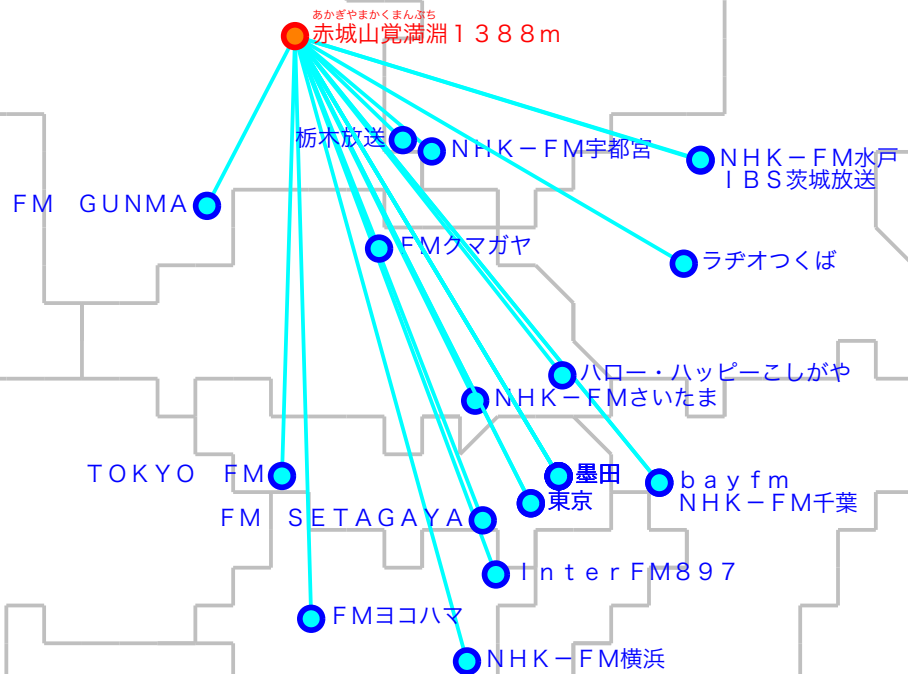 あかぎやまかくまんぶち
赤城山覚満淵１３８８ｍ
栃木放送
ＮＨＫ－ＦＭ宇都宮
ＮＨＫ－ＦＭ水戸
ＩＢＳ茨城放送
ＦＭ　ＧＵＮＭＡ
ＦＭクマガヤ
ラヂオつくば
ハロー・ハッピーこしがや
ＮＨＫ－ＦＭさいたま
ＴＯＫＹＯ　ＦＭ
墨田
ｂａｙｆｍ
ＮＨＫ－ＦＭ千葉
東京
ＦＭ　ＳＥＴＡＧＡＹＡ
ＩｎｔｅｒＦＭ８９７
ＦＭヨコハマ
ＮＨＫ－ＦＭ横浜